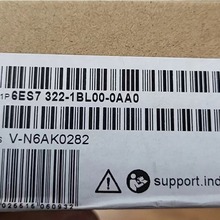 1P 6ES7 322-1BL00-0AA0
S V-N6AK0282
support.ind